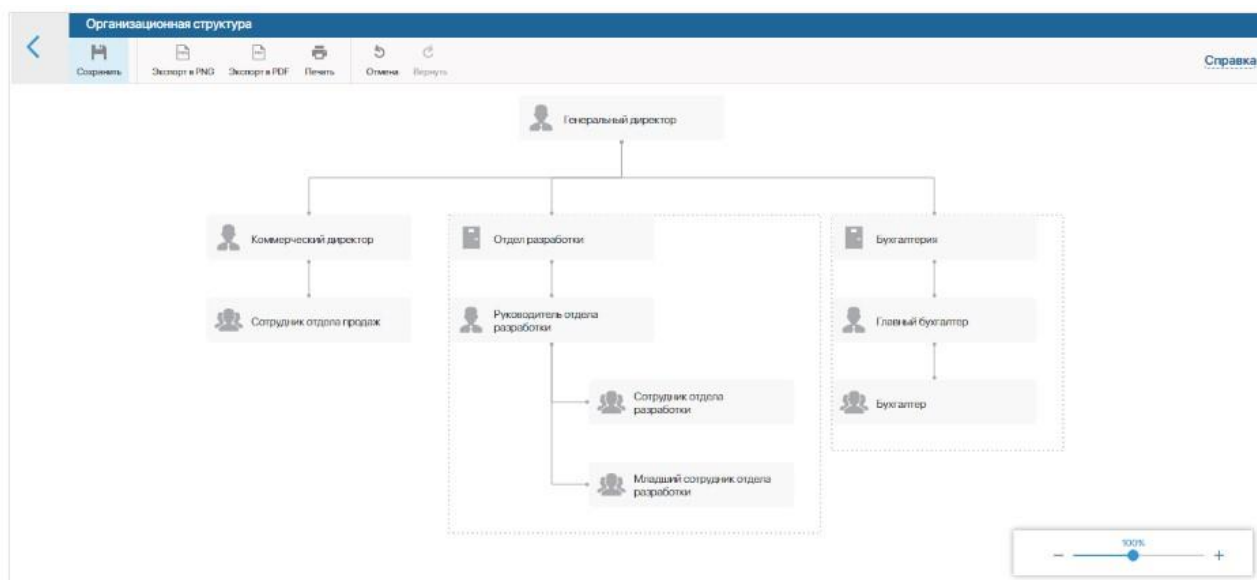 Организационная структура
Сохранить
Экспорт в PNG
Экспорт в PDF
Печать
Отмена
Вернуть
Справка
Генеральный директор
Коммерческий директор
Отдел разработки
Бухгалтерия
Сотрудник отдела продаж
Руководитель отдела
разработки
Главный бухгалтер
Сотрудник отдела
разработки
Бухгалтер
Младший сотрудник отдела
разработки
100%